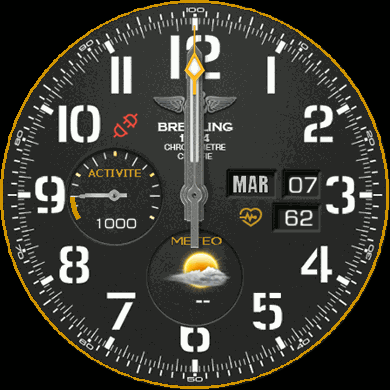 12
11 1
10 2
BREITLING
1884
CHRONOMETRE
ACTIVITE
MAR 07
9 3
1000
62
METEO
8 4
--
7 5
6